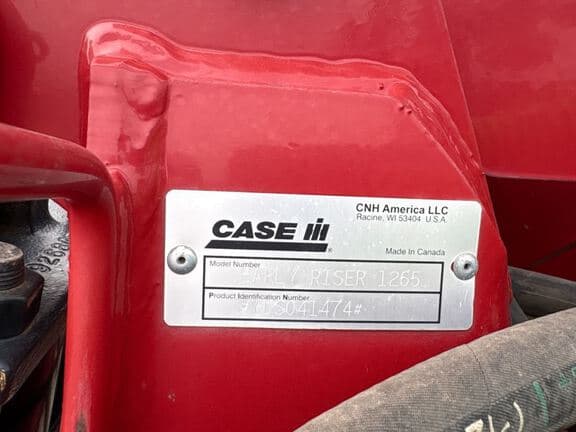 CNH America LLC
Racine, WI 53404 U.S.A.
CASE IH
Made in Canada
Model Number
EARLY RISER 1265
Product Identification Number